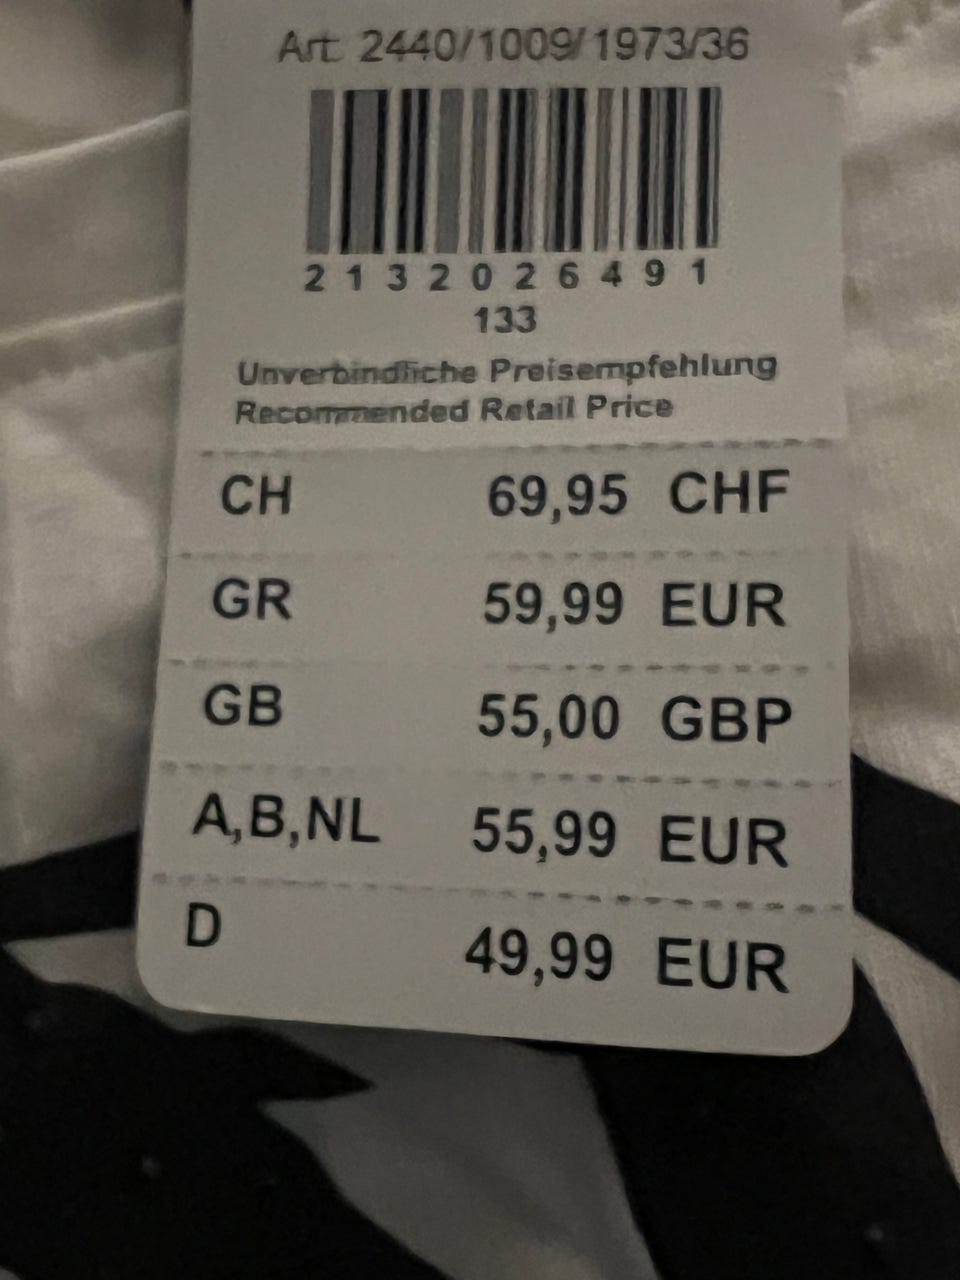 Art: 2440/1009/1973/36
2132026491
133
Unverbindliche Preisempfehlung
Recommended Retail Price
CH 69,95 CHF
GR 59,99 EUR
GB 55,00 GBP
A,B,NL 55,99 EUR
D 49,99 EUR